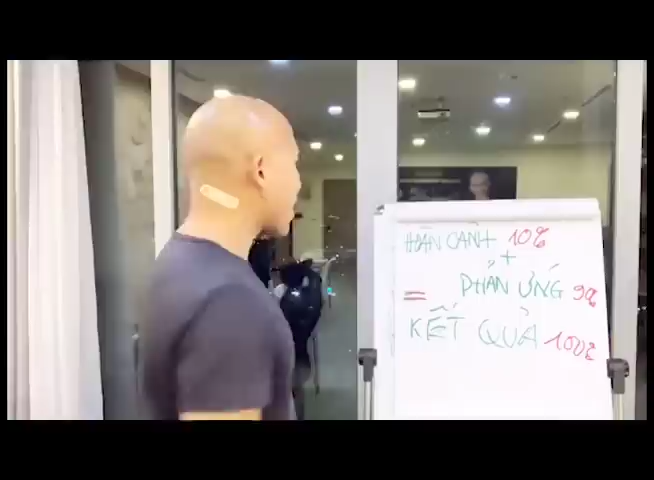 HOÀN CẢNH 10%
+
PHẢN ỨNG 90%
=
KẾT QUẢ 100%